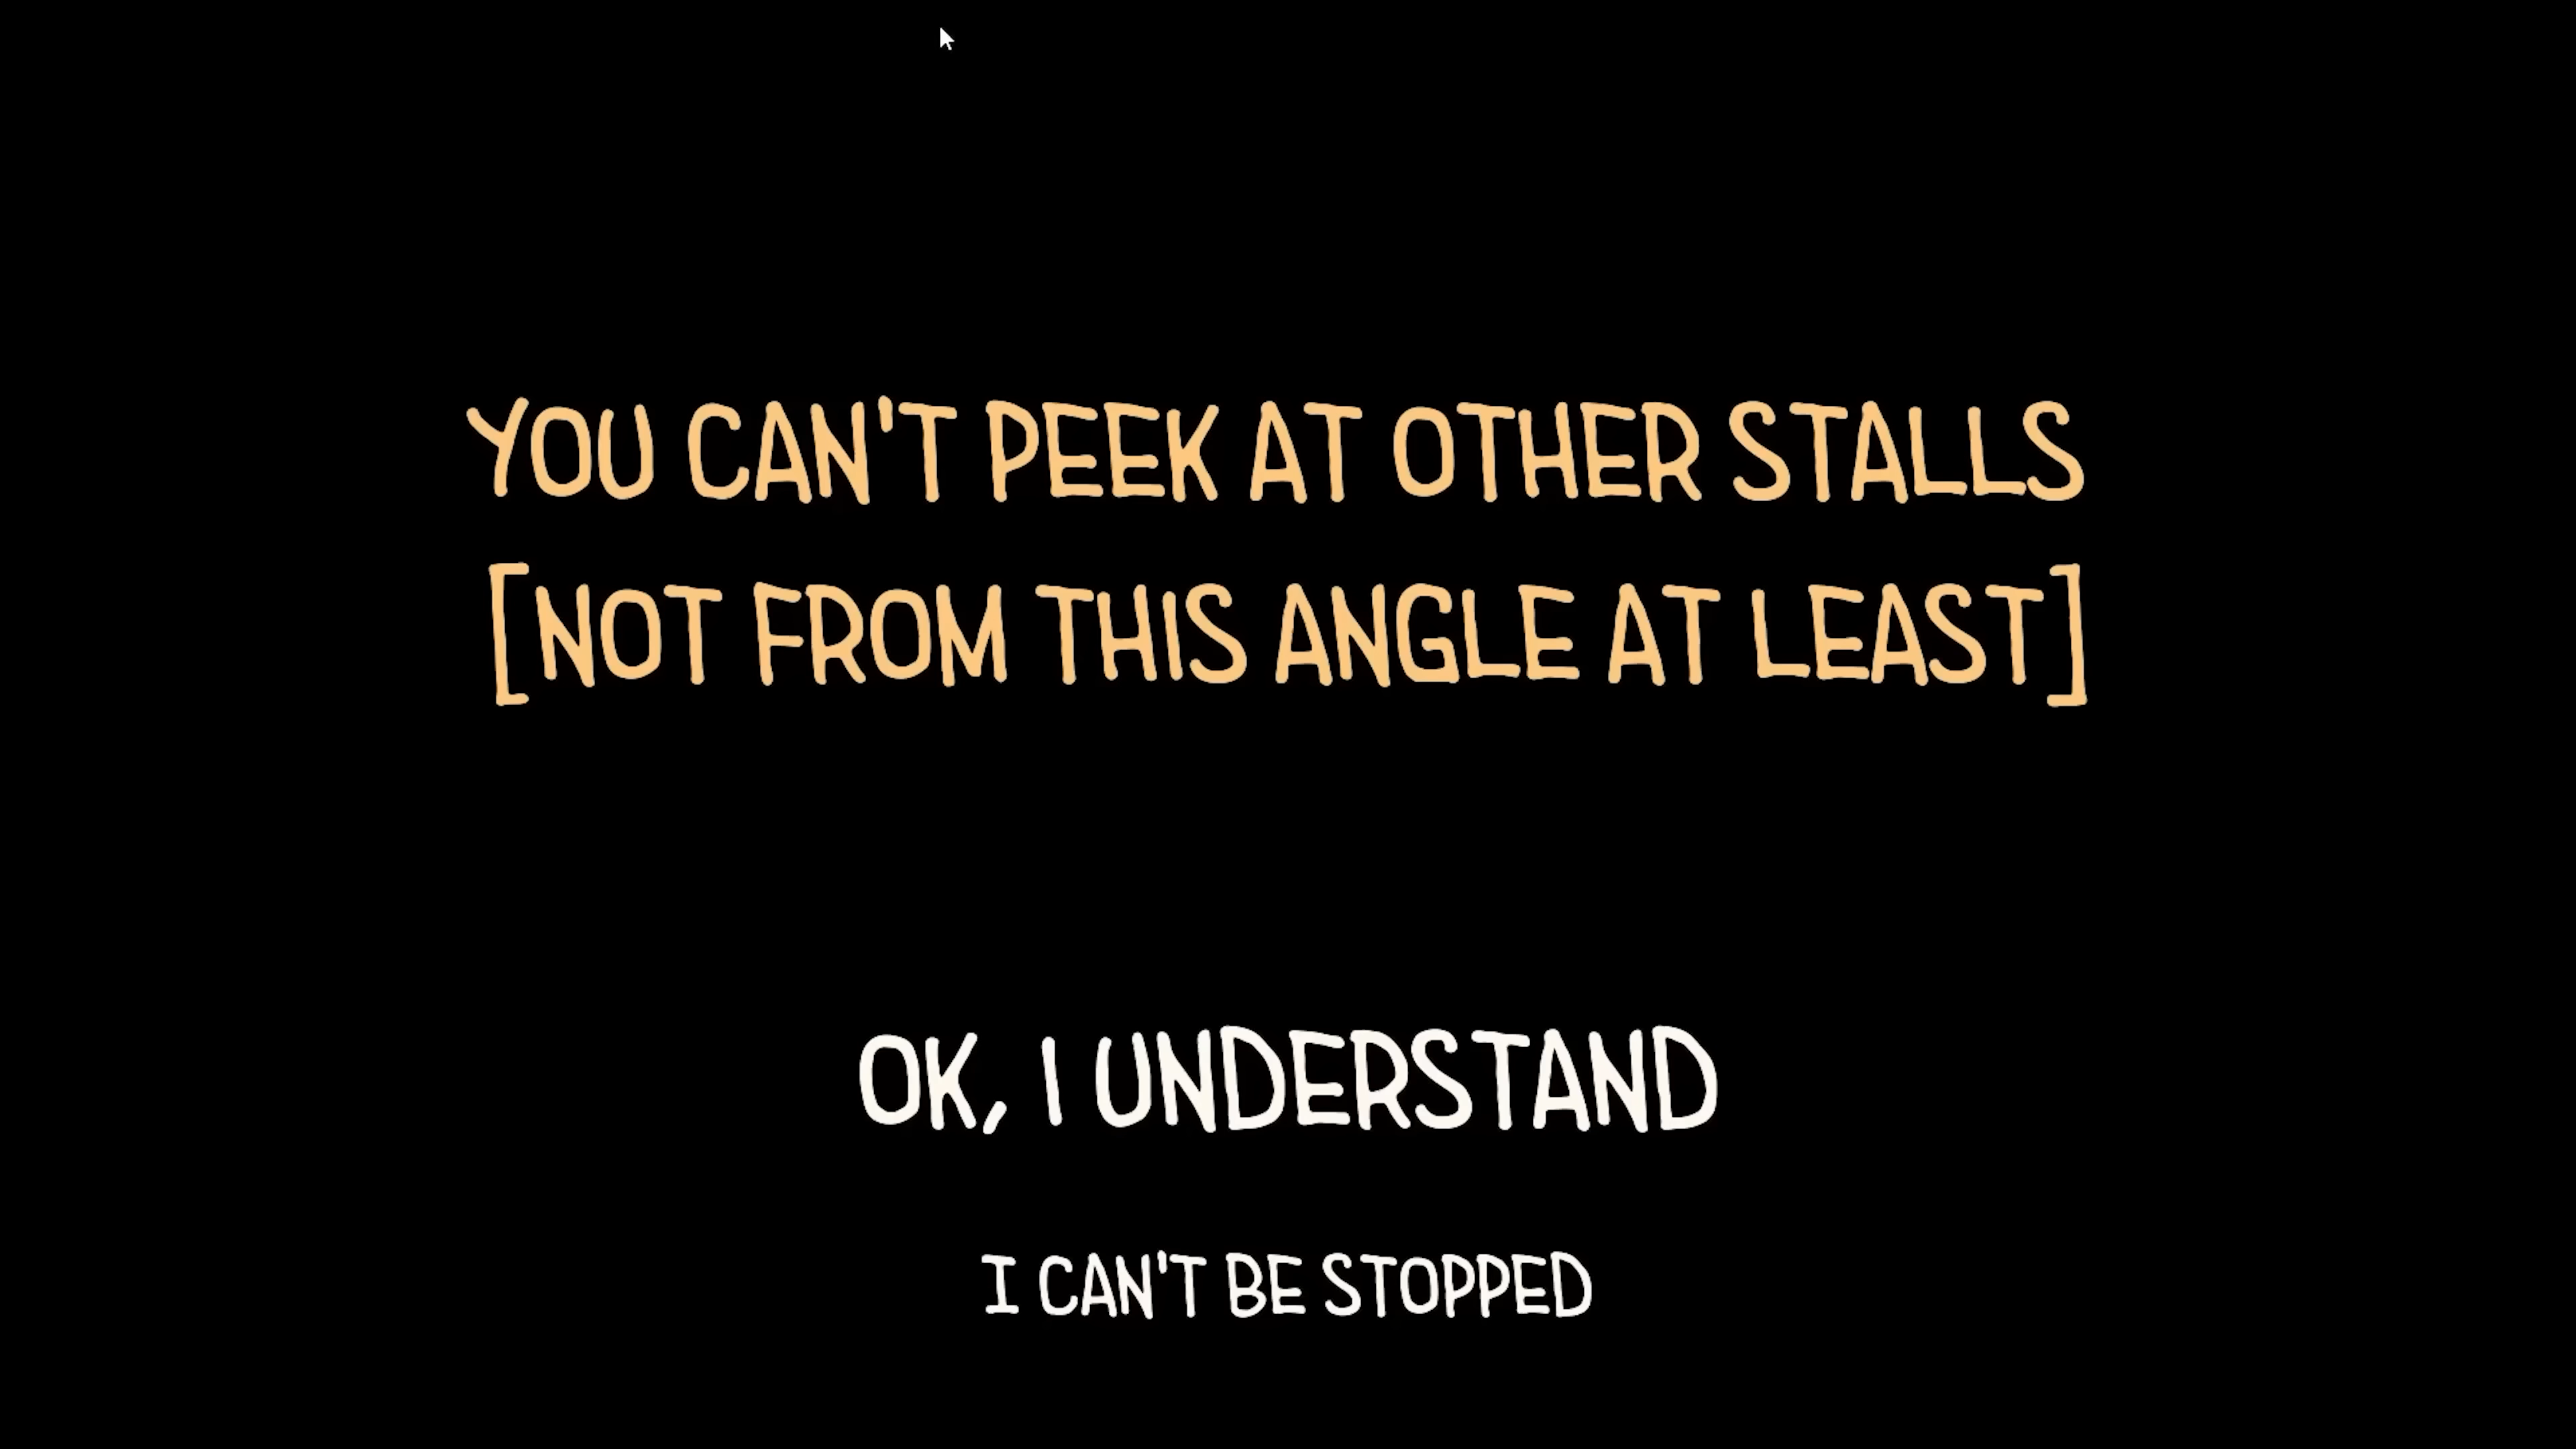 YOU CAN'T PEEK AT OTHER STALLS
[NOT FROM THIS ANGLE AT LEAST]
OK, I UNDERSTAND
I CAN'T BE STOPPED